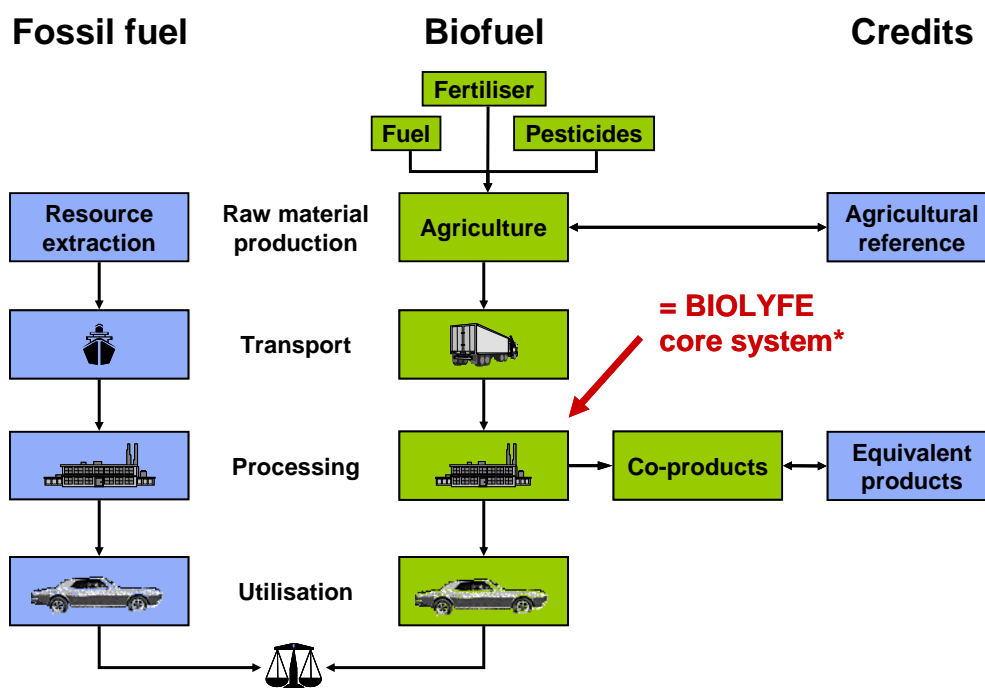 Fossil fuel
Biofuel
Credits
Fertiliser
Fuel
Pesticides
Resource
extraction
Raw material
production
Agriculture
Agricultural
reference
= BIOLYFE
core system*
Transport
Processing
Co-products
Equivalent
products
Utilisation